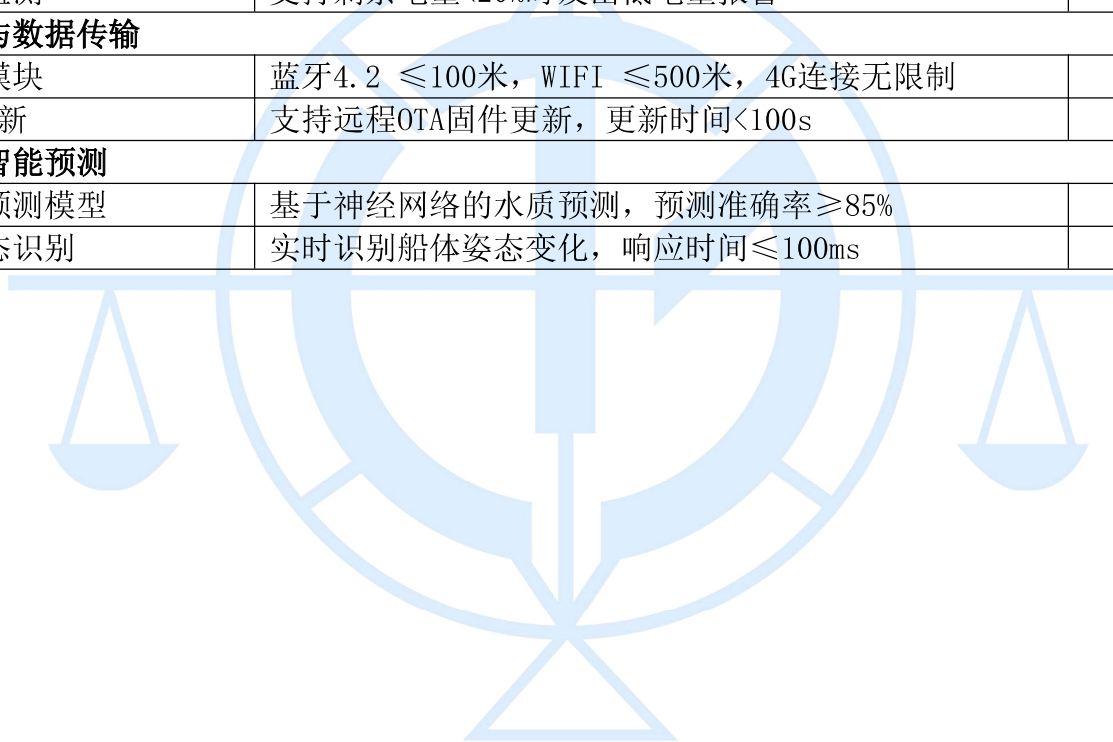 与数据传输
模块 蓝牙4.2 ≤100米，WIFI ≤500米，4G连接无限制
新 支持远程OTA固件更新，更新时间<100s
智能预测
预测模型 基于神经网络的水质预测，预测准确率≥85%
态识别 实时识别船体姿态变化，响应时间≤100ms